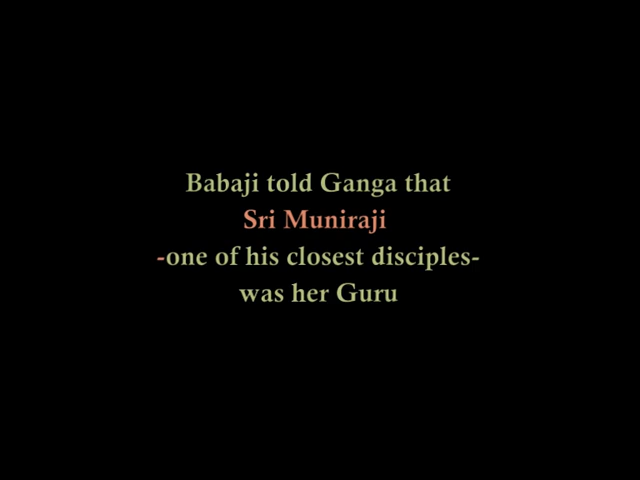 Babaji told Ganga that
Sri Muniraji
-one of his closest disciples-
was her Guru